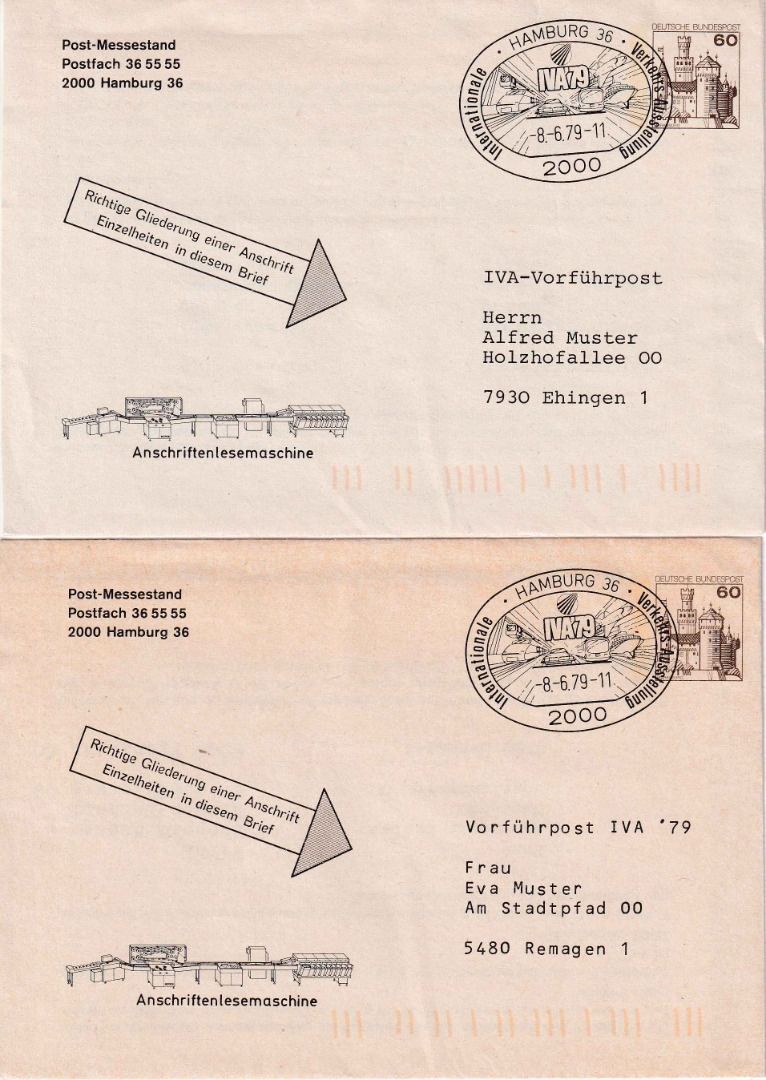 Post-Messestand
Postfach 36 55 55
2000 Hamburg 36
· HAMBURG 36 ·
Internationale Verkehrs-Ausstellung
IVA 79
-8.-6.79-11
2000
DEUTSCHE BUNDESPOST
60
Richtige Gliederung einer Anschrift
Einzelheiten in diesem Brief
IVA-Vorführpost
Herrn
Alfred Muster
Holzhofallee 00
7930 Ehingen 1
Anschriftenlesemaschine
Post-Messestand
Postfach 36 55 55
2000 Hamburg 36
· HAMBURG 36 ·
Internationale Verkehrs-Ausstellung
IVA 79
-8.-6.79-11
2000
DEUTSCHE BUNDESPOST
60
Richtige Gliederung einer Anschrift
Einzelheiten in diesem Brief
Vorführpost IVA '79
Frau
Eva Muster
Am Stadtpfad 00
5480 Remagen 1
Anschriftenlesemaschine